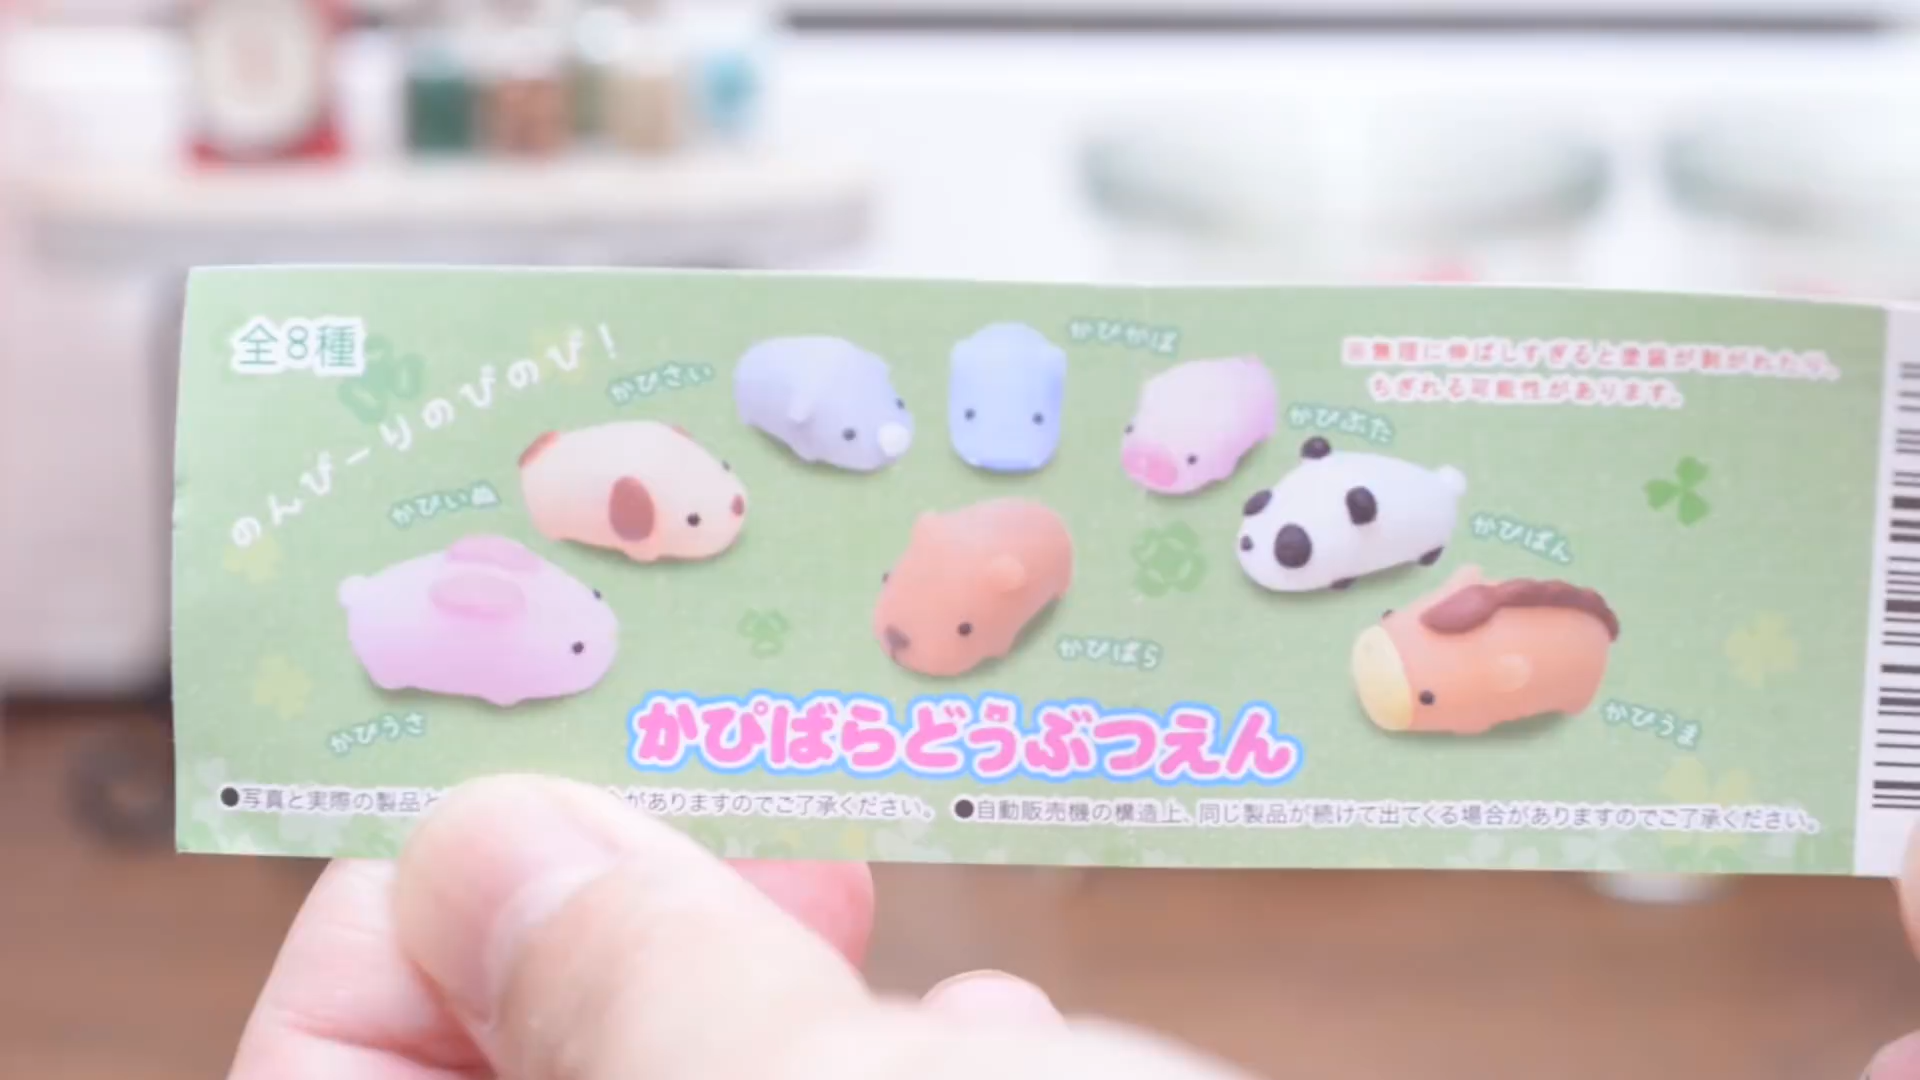 全8種
のんびーりのびのび!
かぴさい
かぴかば
※無理に伸ばしすぎると塗装が剥がれたり、
ちぎれる可能性があります。
かぴぶた
かぴいぬ
かぴぱん
かぴばら
かぴうさ
かぴうま
かぴばらどうぶつえん
●写真と実際の製品と
がありますのでご了承ください。 ●自動販売機の構造上、同じ製品が続けて出てくる場合がありますのでご了承ください。